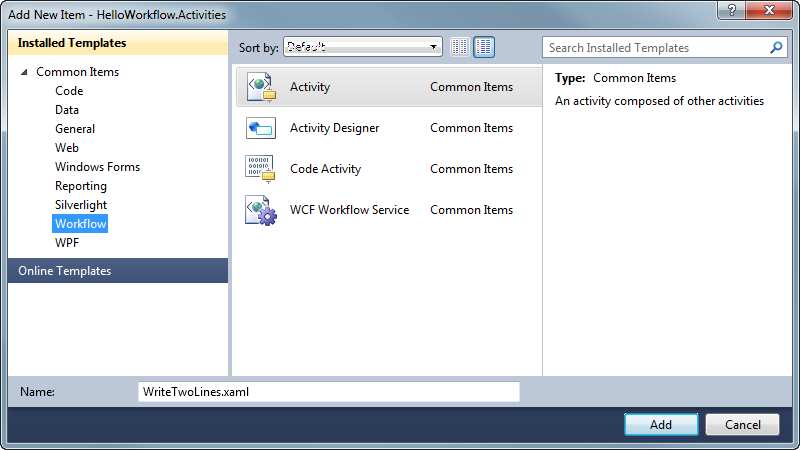 Add New Item - HelloWorkflow.Activities
Installed Templates
Common Items
Code
Data
General
Web
Windows Forms
Reporting
Silverlight
Workflow
WPF
Online Templates
Sort by: Default
Search Installed Templates
Activity Common Items
Activity Designer Common Items
Code Activity Common Items
WCF Workflow Service Common Items
Type: Common Items
An activity composed of other activities
Name: WriteTwoLines.xaml
Add Cancel